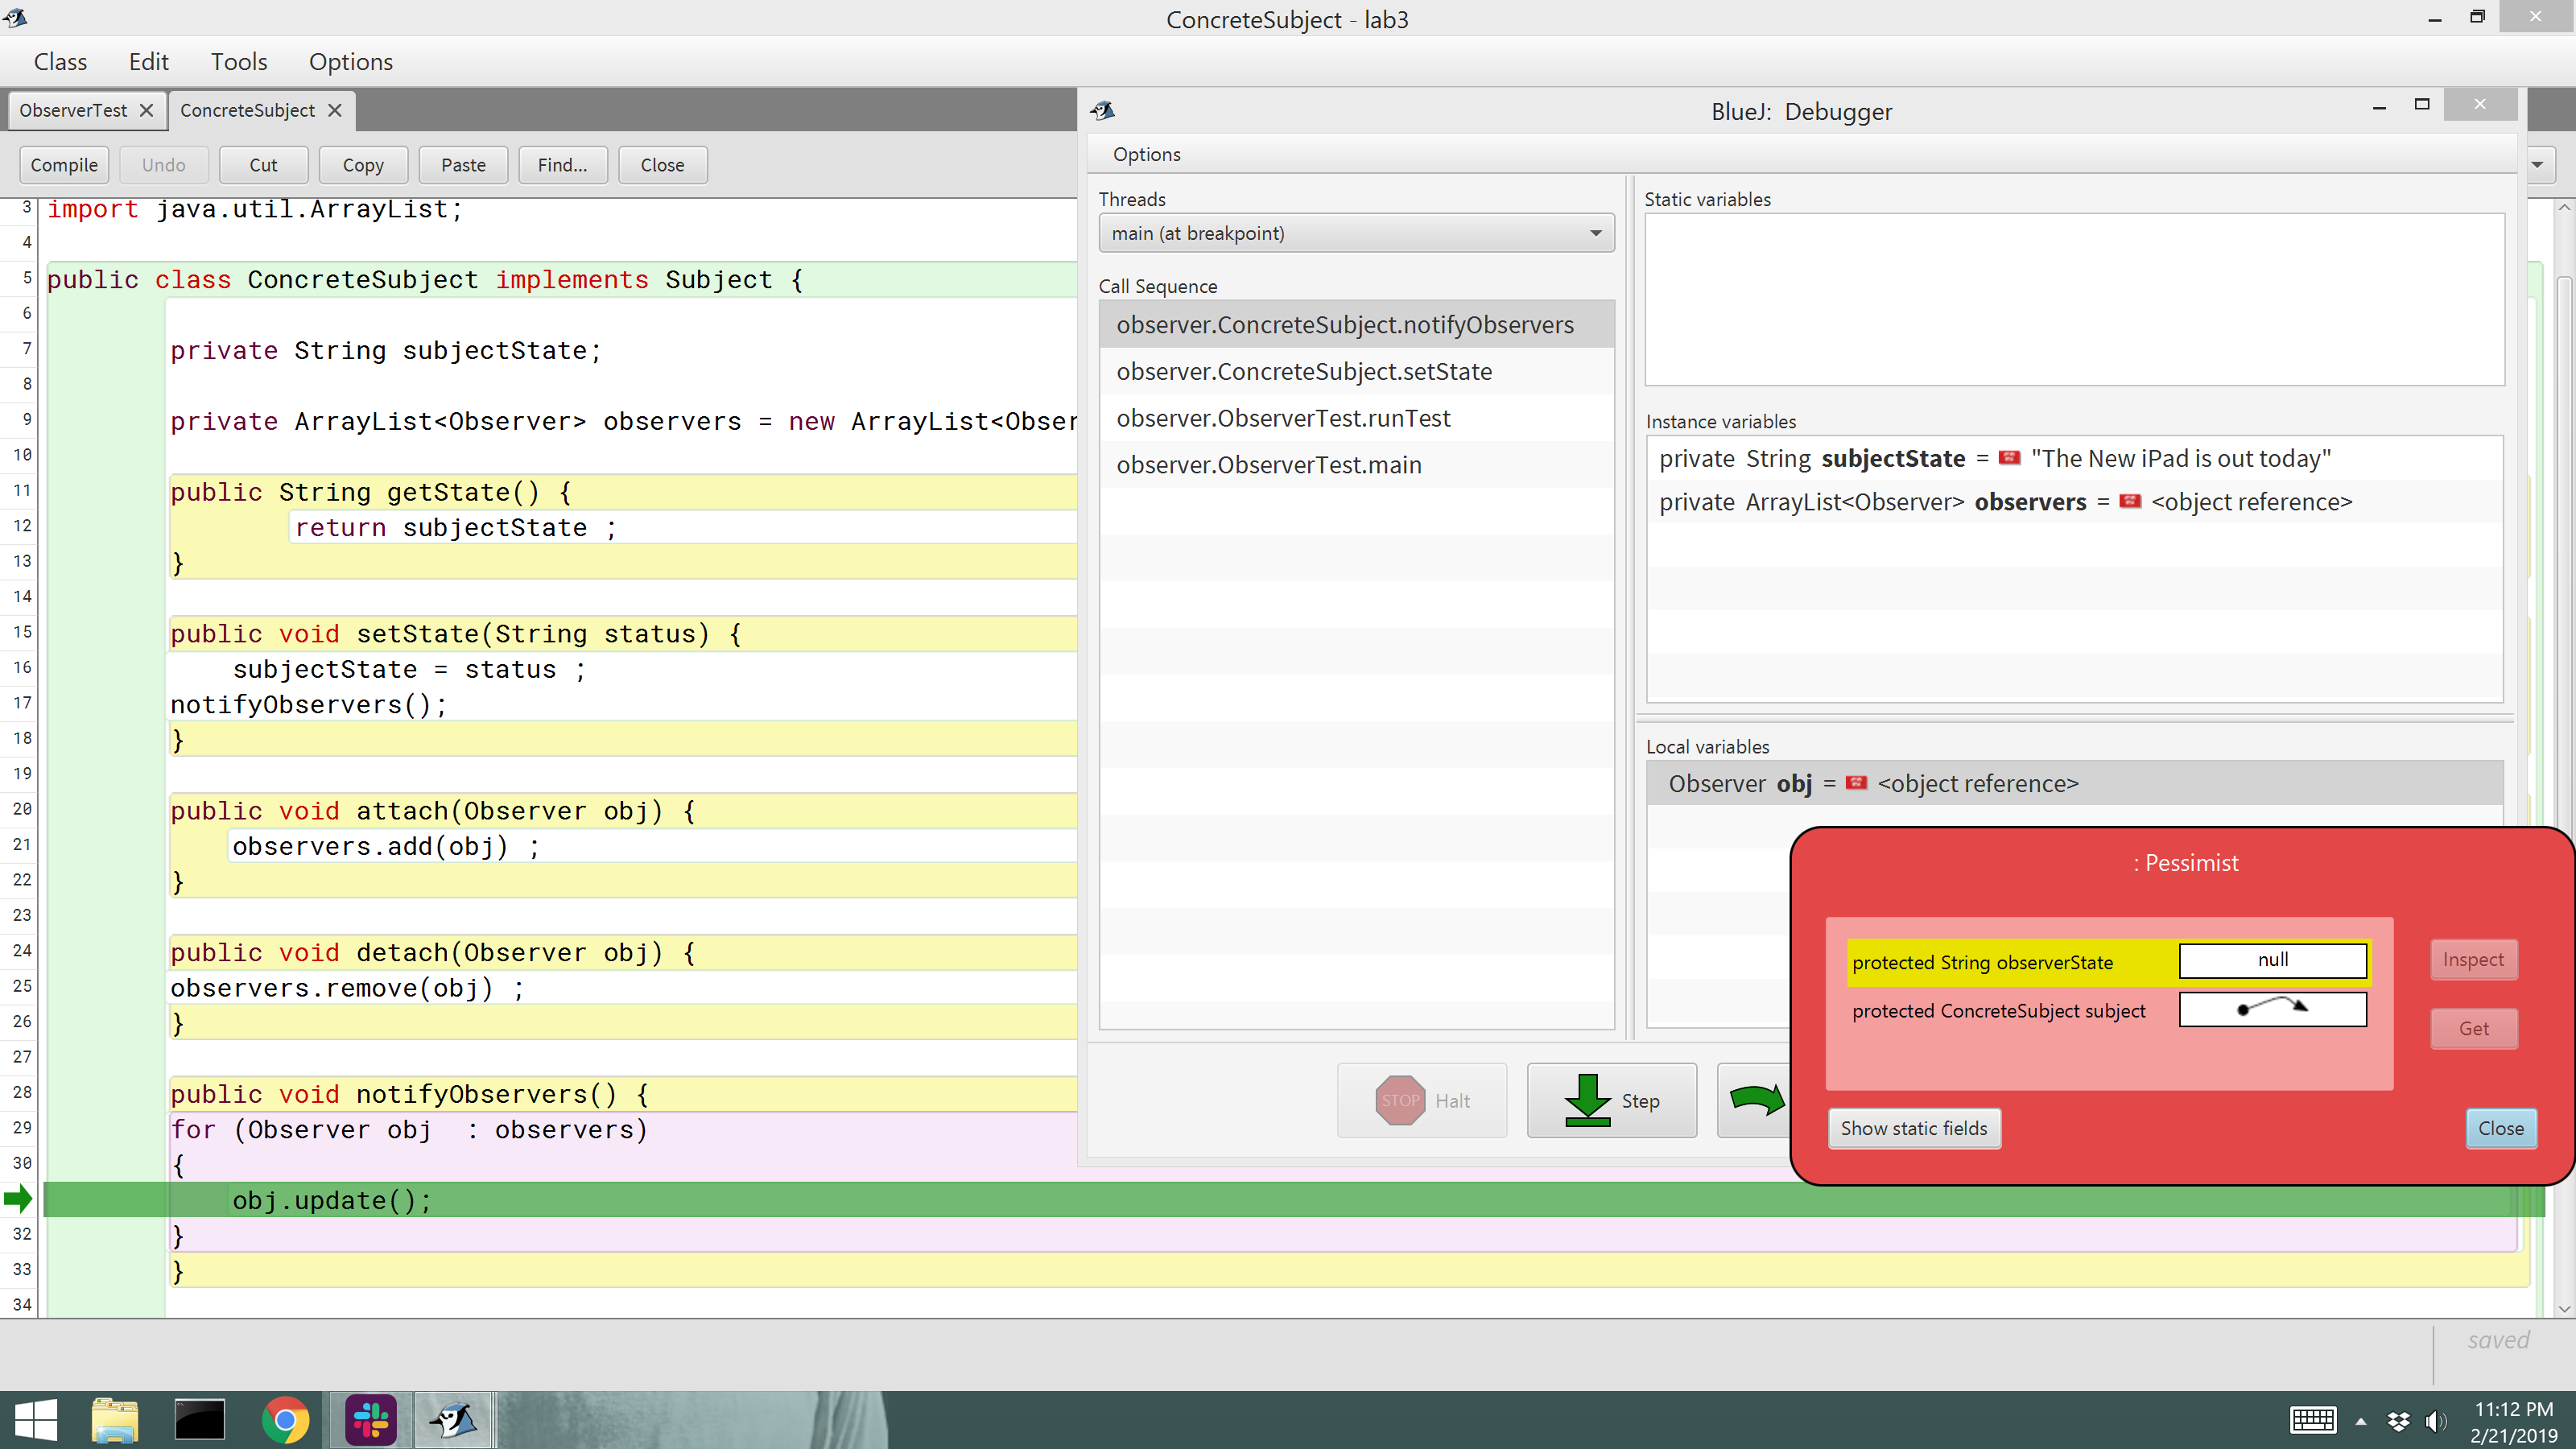 ConcreteSubject - lab3
Class Edit Tools Options
ObserverTest ConcreteSubject
Compile Undo Cut Copy Paste Find... Close
3 import java.util.ArrayList;
4
5 public class ConcreteSubject implements Subject {
6
7 private String subjectState;
8
9 private ArrayList<Observer> observers = new ArrayList<Obser
10
11 public String getState() {
12 return subjectState ;
13 }
14
15 public void setState(String status) {
16 subjectState = status ;
17 notifyObservers();
18 }
19
20 public void attach(Observer obj) {
21 observers.add(obj) ;
22 }
23
24 public void detach(Observer obj) {
25 observers.remove(obj) ;
26 }
27
28 public void notifyObservers() {
29 for (Observer obj  : observers)
30 {
obj.update();
32 }
33 }
34
saved
BlueJ: Debugger
Options
Threads
main (at breakpoint)
Call Sequence
observer.ConcreteSubject.notifyObservers
observer.ConcreteSubject.setState
observer.ObserverTest.runTest
observer.ObserverTest.main
Static variables
Instance variables
private String subjectState = "The New iPad is out today"
private ArrayList<Observer> observers = <object reference>
Local variables
Observer obj = <object reference>
STOP Halt Step
: Pessimist
protected String observerState null
protected ConcreteSubject subject
Inspect
Get
Show static fields
Close
11:12 PM
2/21/2019